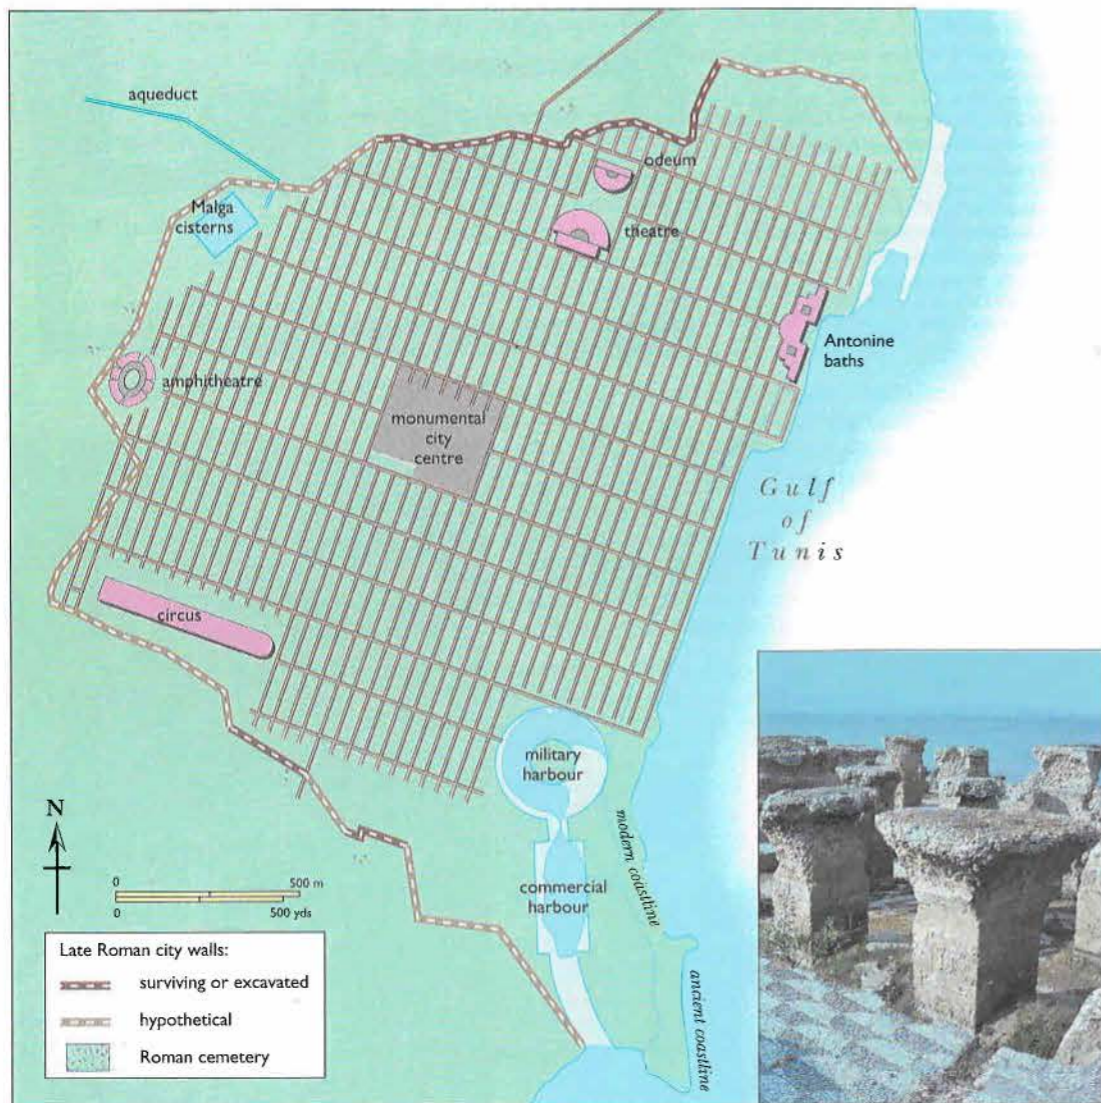 aqueduct
odeum
Malga
cisterns
theatre
Antonine
baths
amphitheatre
monumental
city
centre
Gulf
of
Tunis
circus
military
harbour
N
modern coastline
0 500 m
0 500 yds
commercial
harbour
ancient coastline
Late Roman city walls:
surviving or excavated
hypothetical
Roman cemetery